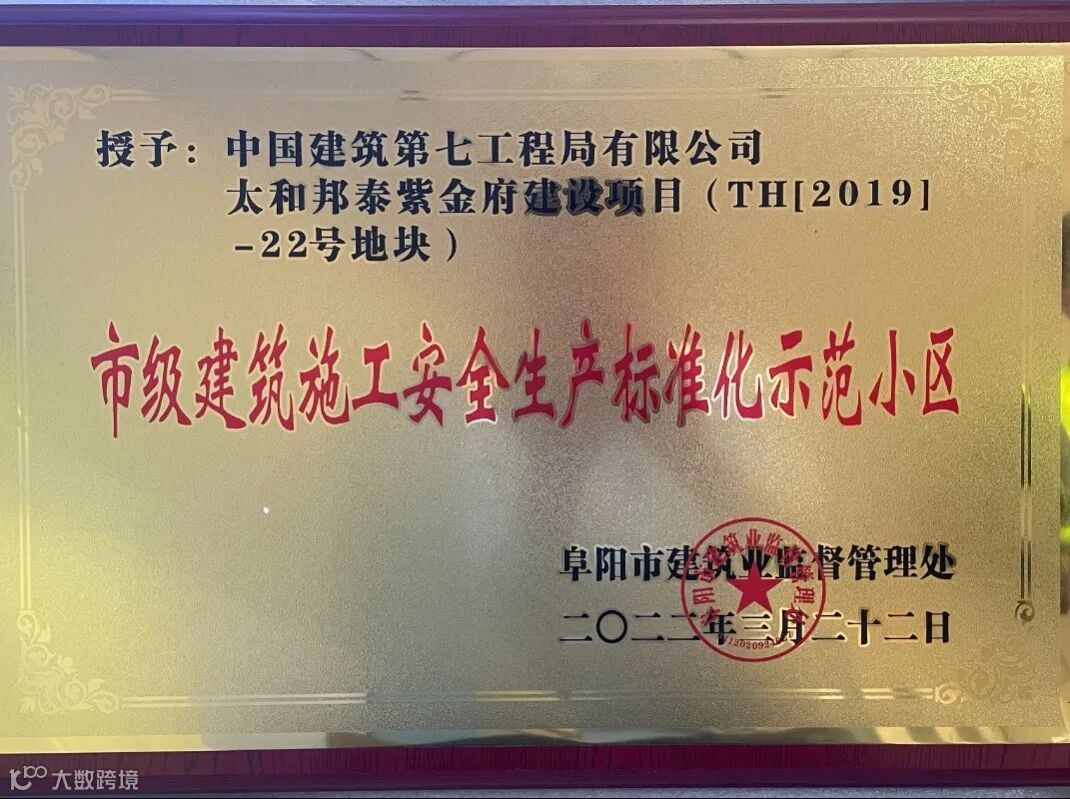 授予：中国建筑第七工程局有限公司
太和邦泰紫金府建设项目（TH[2019]
-22号地块）
市级建筑施工安全生产标准化示范小区
阜阳市建筑业监督管理处
二〇二二年三月二十二日
大数跨境